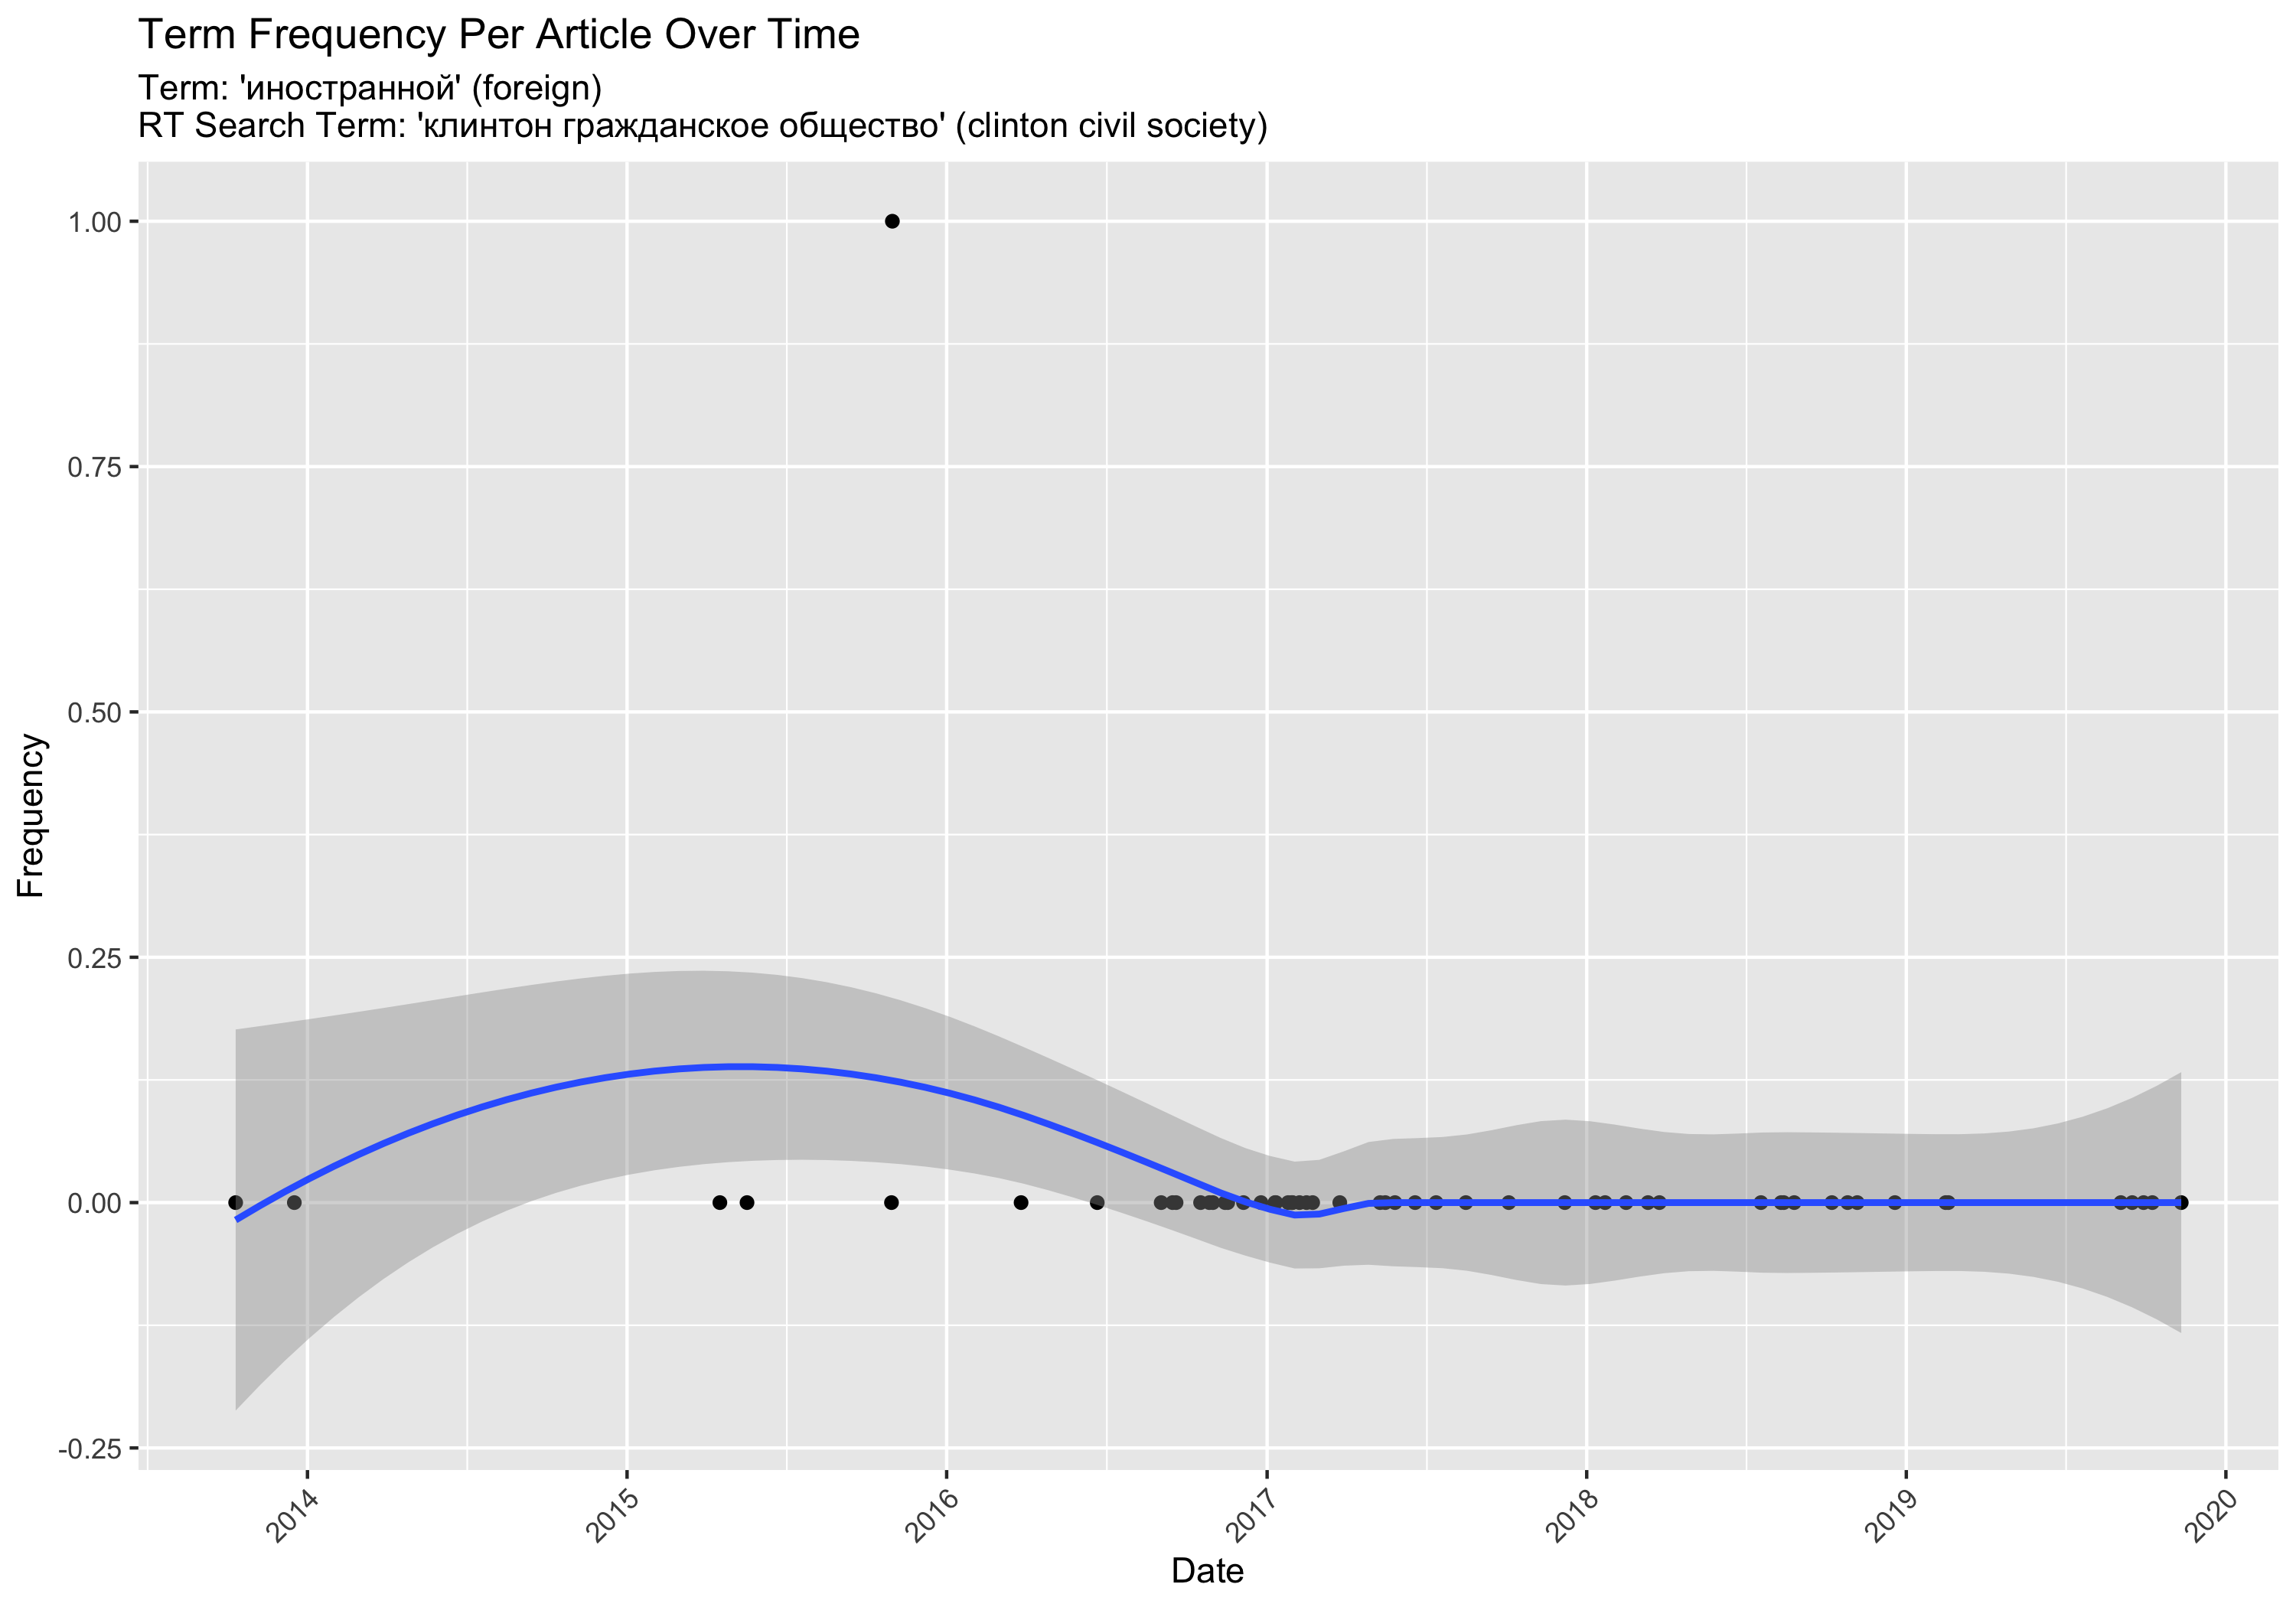 Term Frequency Per Article Over Time
Term: 'иностранной' (foreign)
RT Search Term: 'клинтон гражданское общество' (clinton civil society)
1.00
0.75
0.50
0.25
0.00
-0.25
Frequency
2014
2015
2016
2017
2018
2019
2020
Date